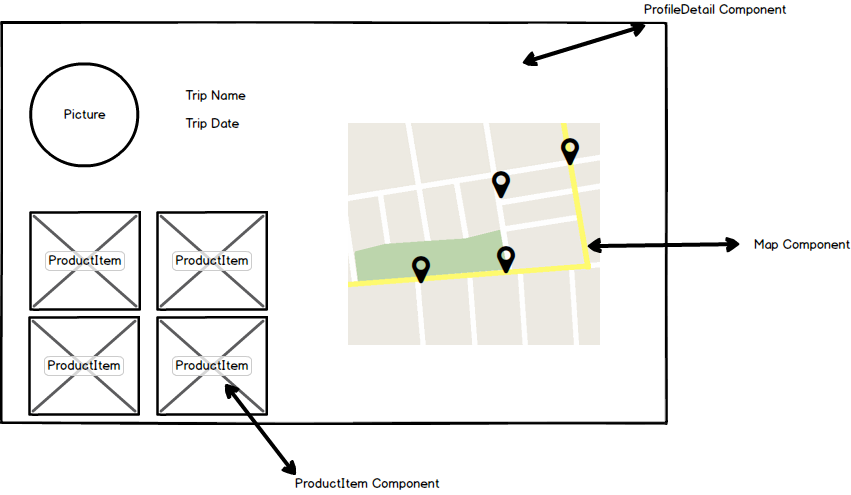 ProfileDetail Component
Picture
Trip Name
Trip Date
ProductItem
ProductItem
Map Component
ProductItem
ProductItem
ProductItem Component